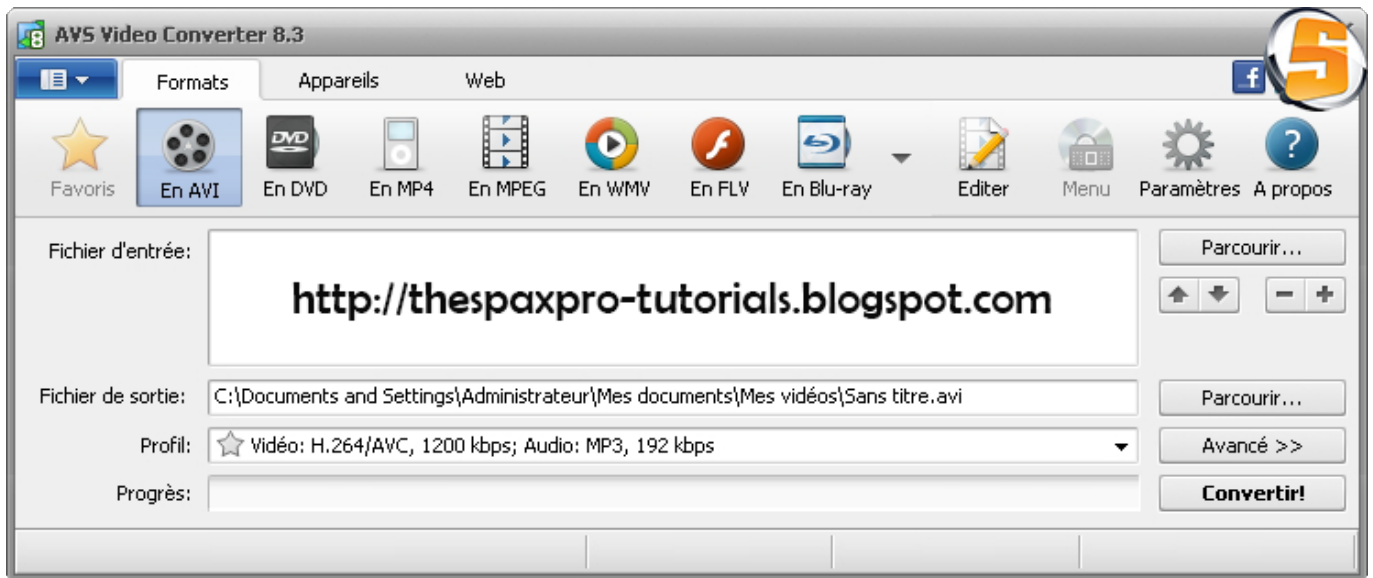 AVS Video Converter 8.3
Formats Appareils Web
Favoris En AVI En DVD En MP4 En MPEG En WMV En FLV En Blu-ray Editer Menu Paramètres A propos
Fichier d'entrée: Parcourir...
http://thespaxpro-tutorials.blogspot.com
Fichier de sortie: C:\Documents and Settings\Administrateur\Mes documents\Mes vidéos\Sans titre.avi Parcourir...
Profil: Vidéo: H.264/AVC, 1200 kbps; Audio: MP3, 192 kbps Avancé >>
Progrès: Convertir!